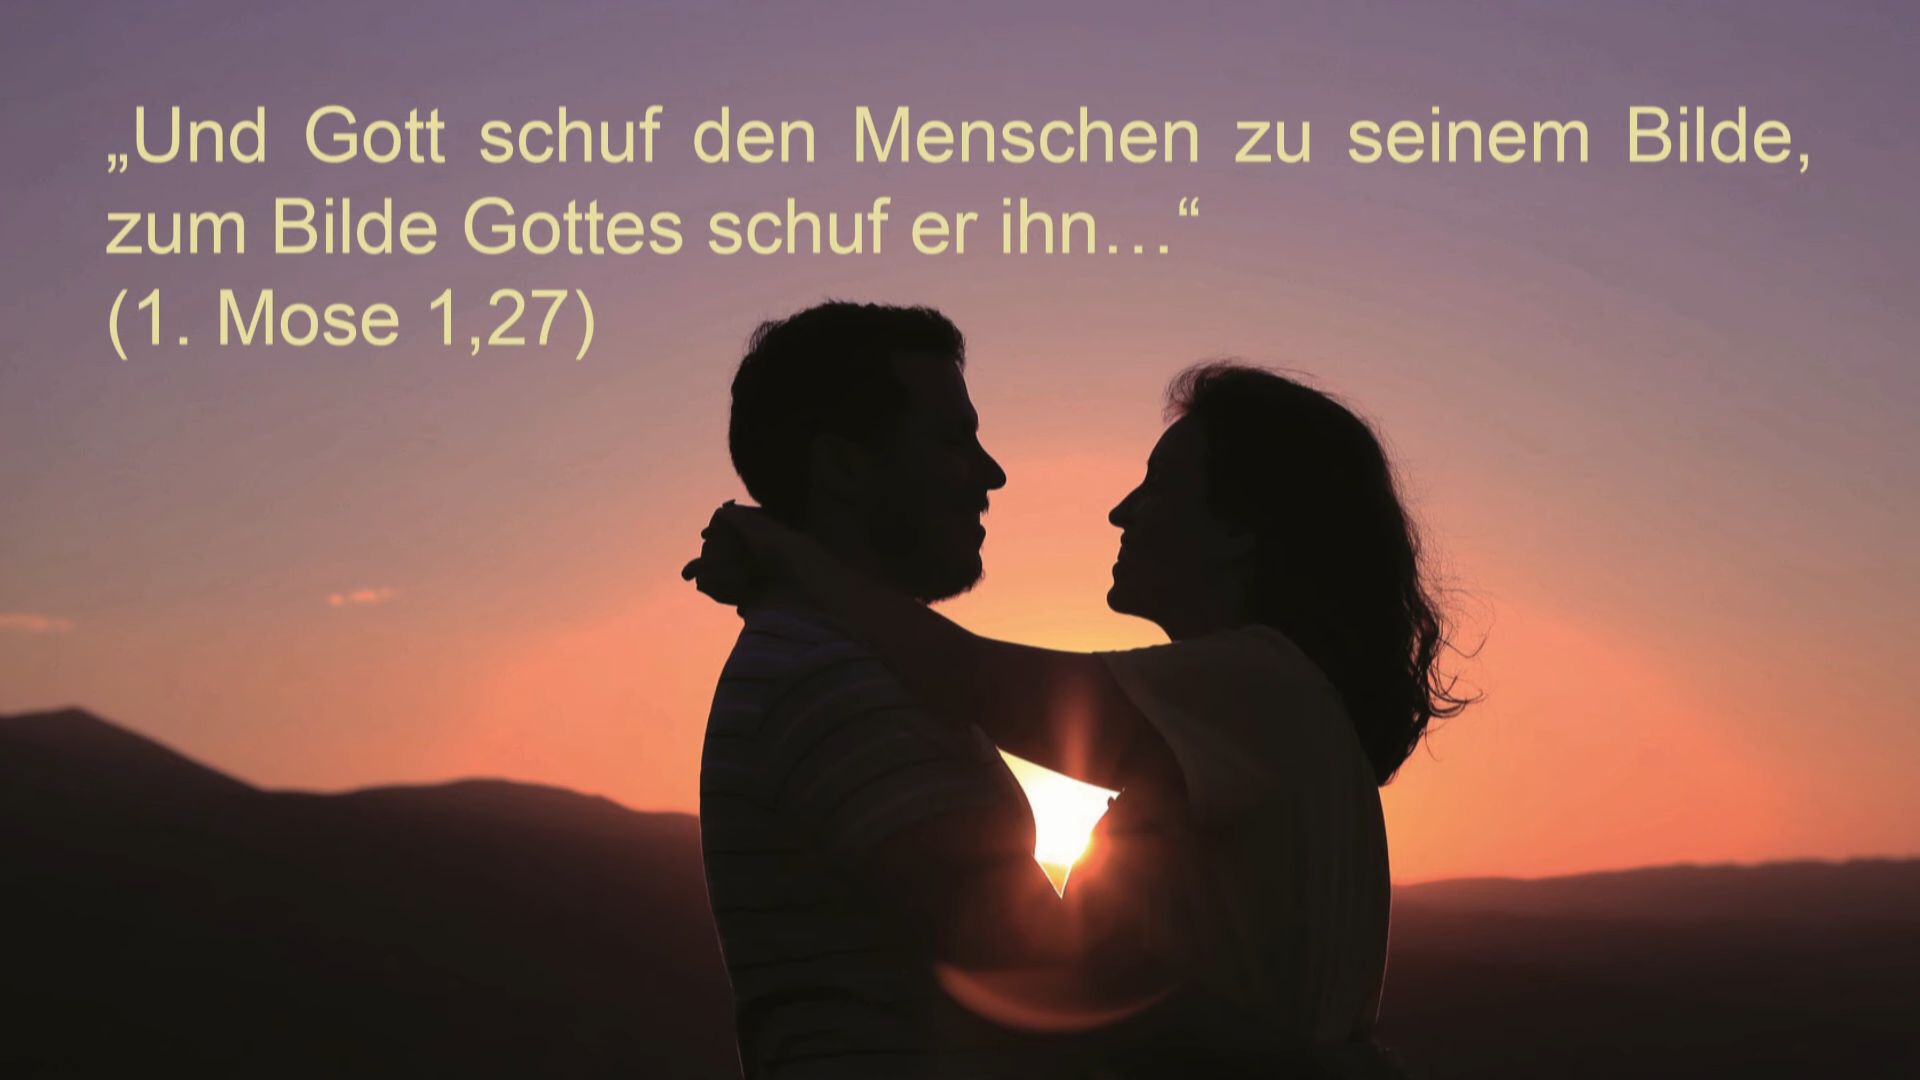 „Und Gott schuf den Menschen zu seinem Bilde,
zum Bilde Gottes schuf er ihn…“
(1. Mose 1,27)